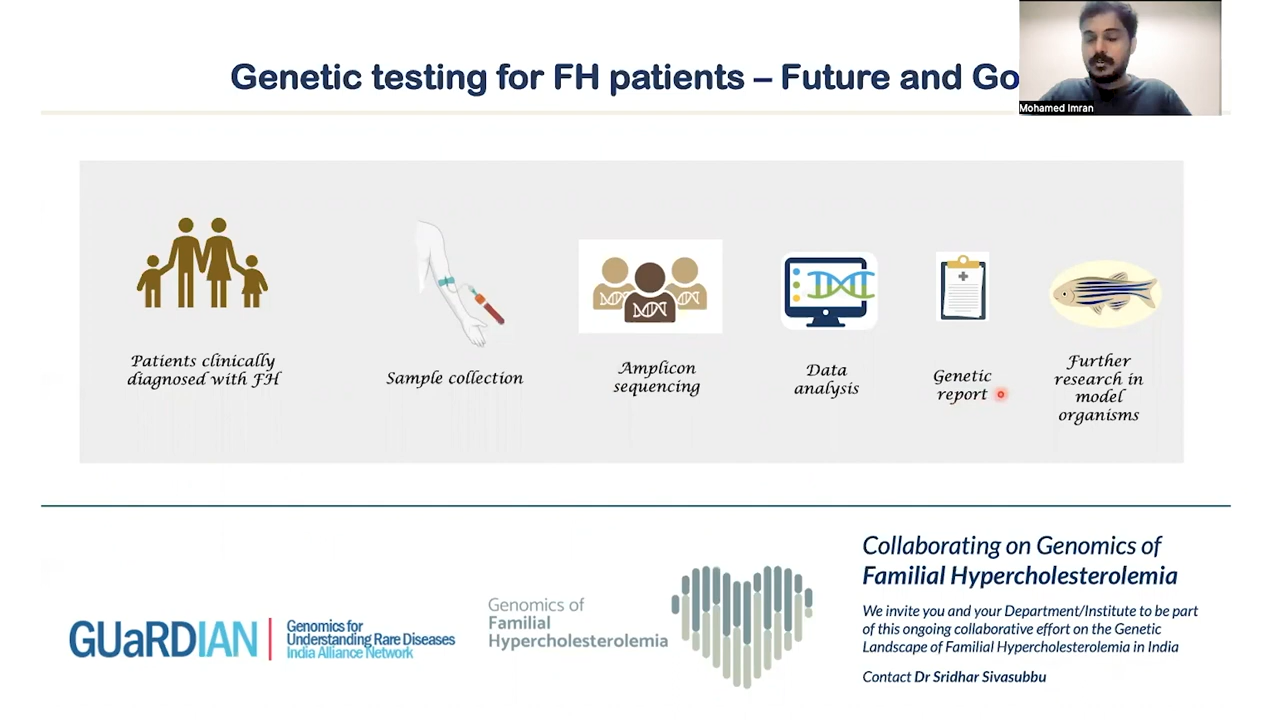 Genetic testing for FH patients – Future and Go
Mohamed Imran
Patients clinically
diagnosed with FH
Sample collection
Amplicon
sequencing
Data
analysis
Genetic
report
Further
research in
model
organisms
GUaRDIAN
Genomics for
Understanding Rare Diseases
India Alliance Network
Genomics of
Familial
Hypercholesterolemia
Collaborating on Genomics of
Familial Hypercholesterolemia
We invite you and your Department/Institute to be part
of this ongoing collaborative effort on the Genetic
Landscape of Familial Hypercholesterolemia in India
Contact Dr Sridhar Sivasubbu